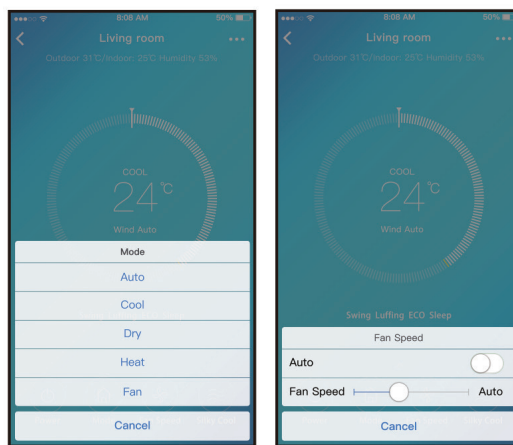 8:08 AM 50%
Living room
Outdoor 31℃/Indoor: 25℃ Humidity 53%
COOL
24℃
Wind Auto
Mode
Auto
Cool
Dry
Heat
Fan
Cancel
8:08 AM 50%
Living room
Outdoor 31℃/Indoor: 25℃ Humidity 53%
COOL
24℃
Wind Auto
Swing Luffing ECO Sleep
Fan Speed
Auto
Fan Speed Auto
Cancel